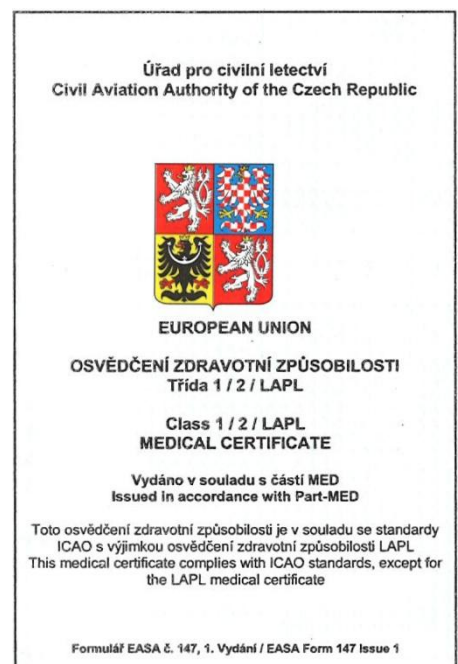 Úřad pro civilní letectví
Civil Aviation Authority of the Czech Republic
EUROPEAN UNION
OSVĚDČENÍ ZDRAVOTNÍ ZPŮSOBILOSTI
Třída 1 / 2 / LAPL
Class 1 / 2 / LAPL
MEDICAL CERTIFICATE
Vydáno v souladu s částí MED
Issued in accordance with Part-MED
Toto osvědčení zdravotní způsobilosti je v souladu se standardy
ICAO s výjimkou osvědčení zdravotní způsobilosti LAPL
This medical certificate complies with ICAO standards, except for
the LAPL medical certificate
Formulář EASA č. 147, 1. Vydání / EASA Form 147 Issue 1